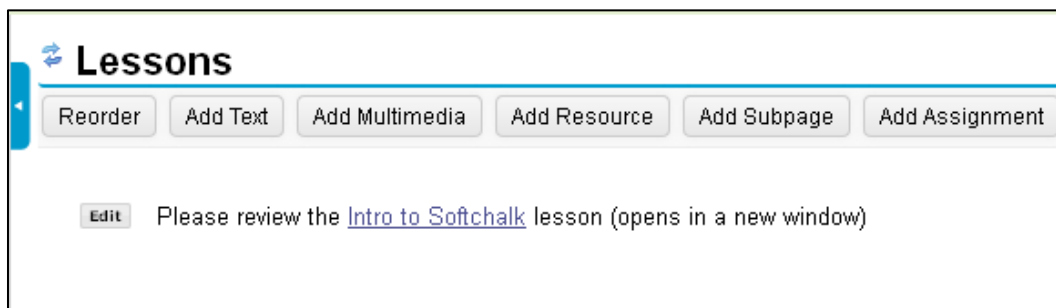 Lessons
Reorder Add Text Add Multimedia Add Resource Add Subpage Add Assignment
Edit Please review the Intro to Softchalk lesson (opens in a new window)